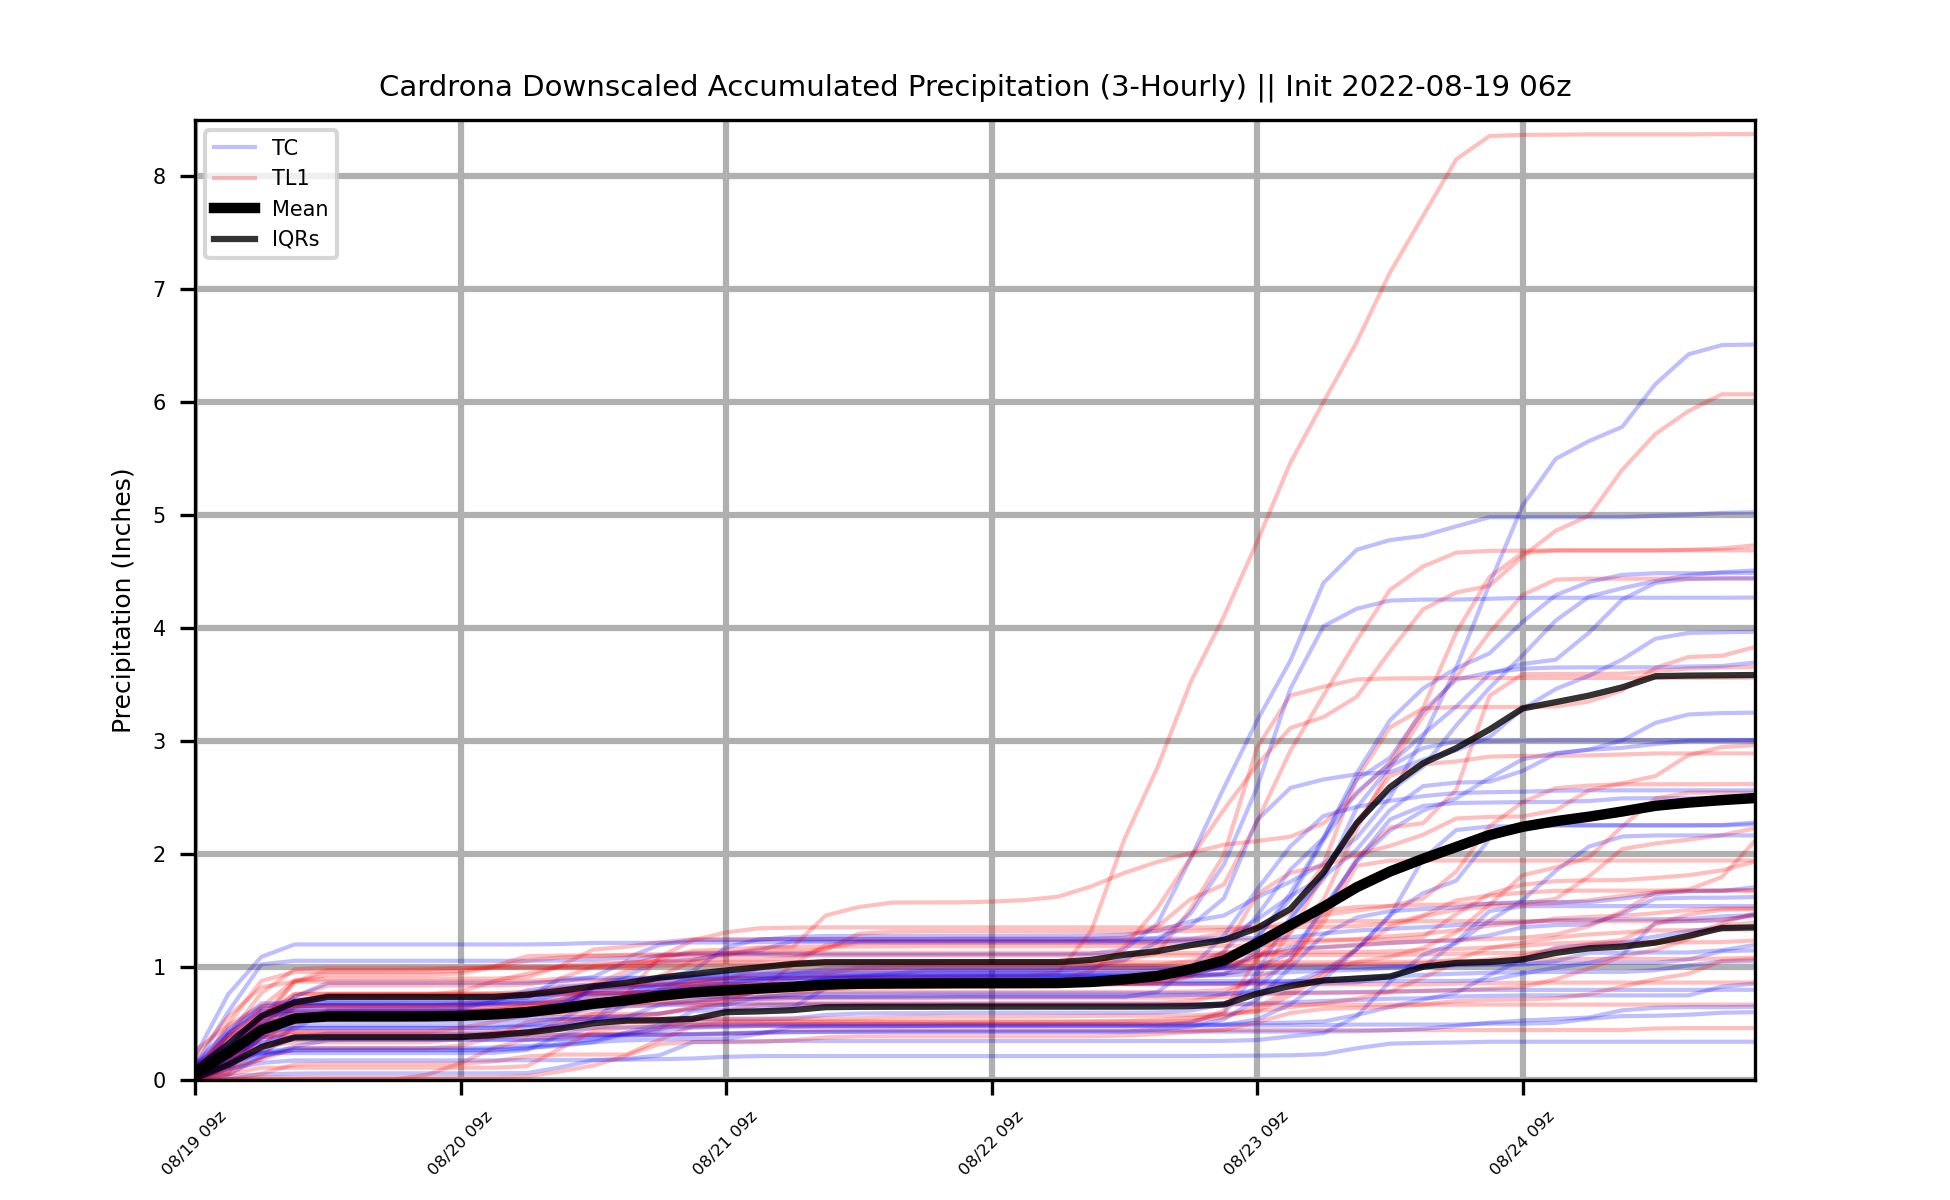 Cardrona Downscaled Accumulated Precipitation (3-Hourly) || Init 2022-08-19 06z
TC
TL1
Mean
IQRs
Precipitation (Inches)
8
7
6
5
4
3
2
1
0
08/19 09z
08/20 09z
08/21 09z
08/22 09z
08/23 09z
08/24 09z